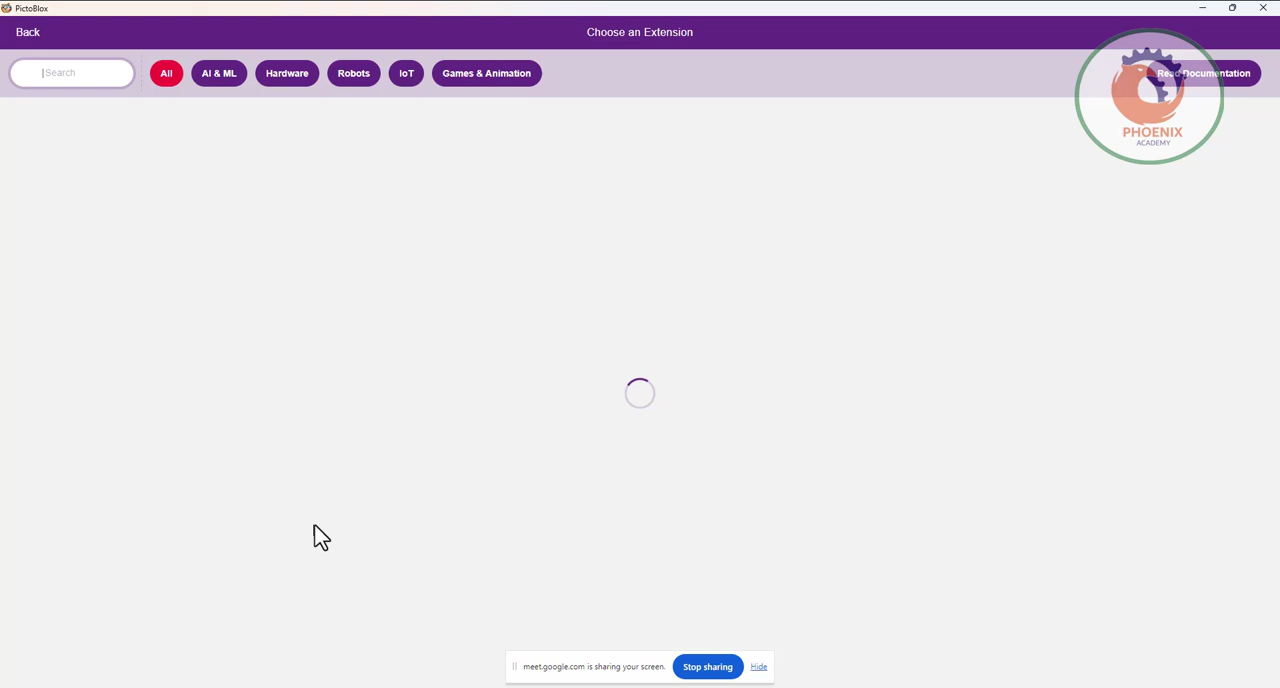 PictoBlox
Back
Choose an Extension
Search
All
AI & ML
Hardware
Robots
IoT
Games & Animation
Read Documentation
PHOENIX
ACADEMY
meet.google.com is sharing your screen.
Stop sharing
Hide